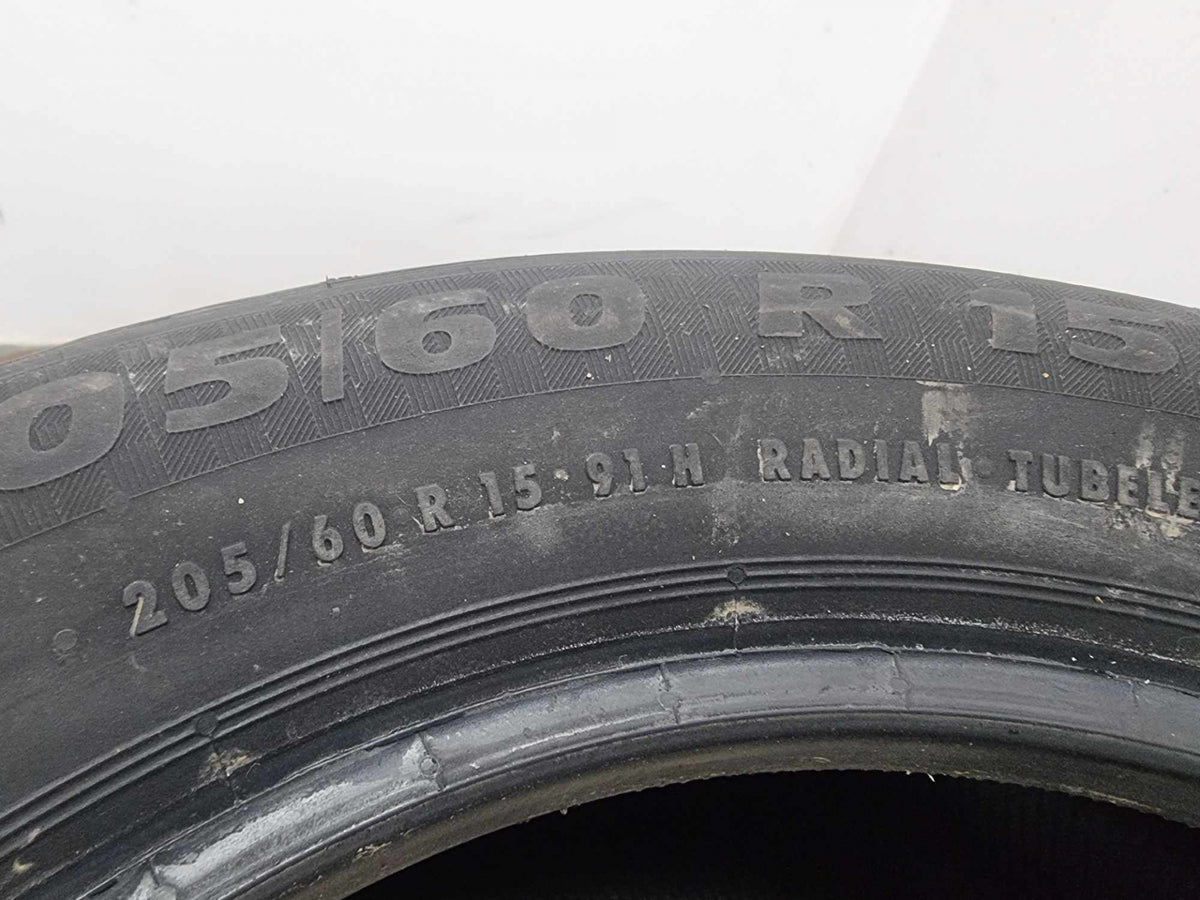 05/60 R 15
205/60 R 15 · 91 H RADIAL · TUBELE